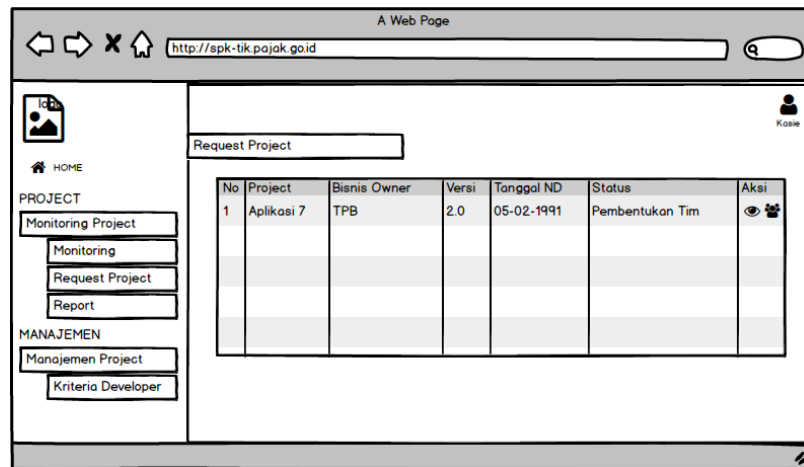 A Web Page
http://spk-tik.pajak.go.id
logo
Kasie
HOME
Request Project
PROJECT
Monitoring Project
Monitoring
Request Project
Report
MANAJEMEN
Manajemen Project
Kriteria Developer
No Project Bisnis Owner Versi Tanggal ND Status Aksi
1 Aplikasi 7 TPB 2.0 05-02-1991 Pembentukan Tim